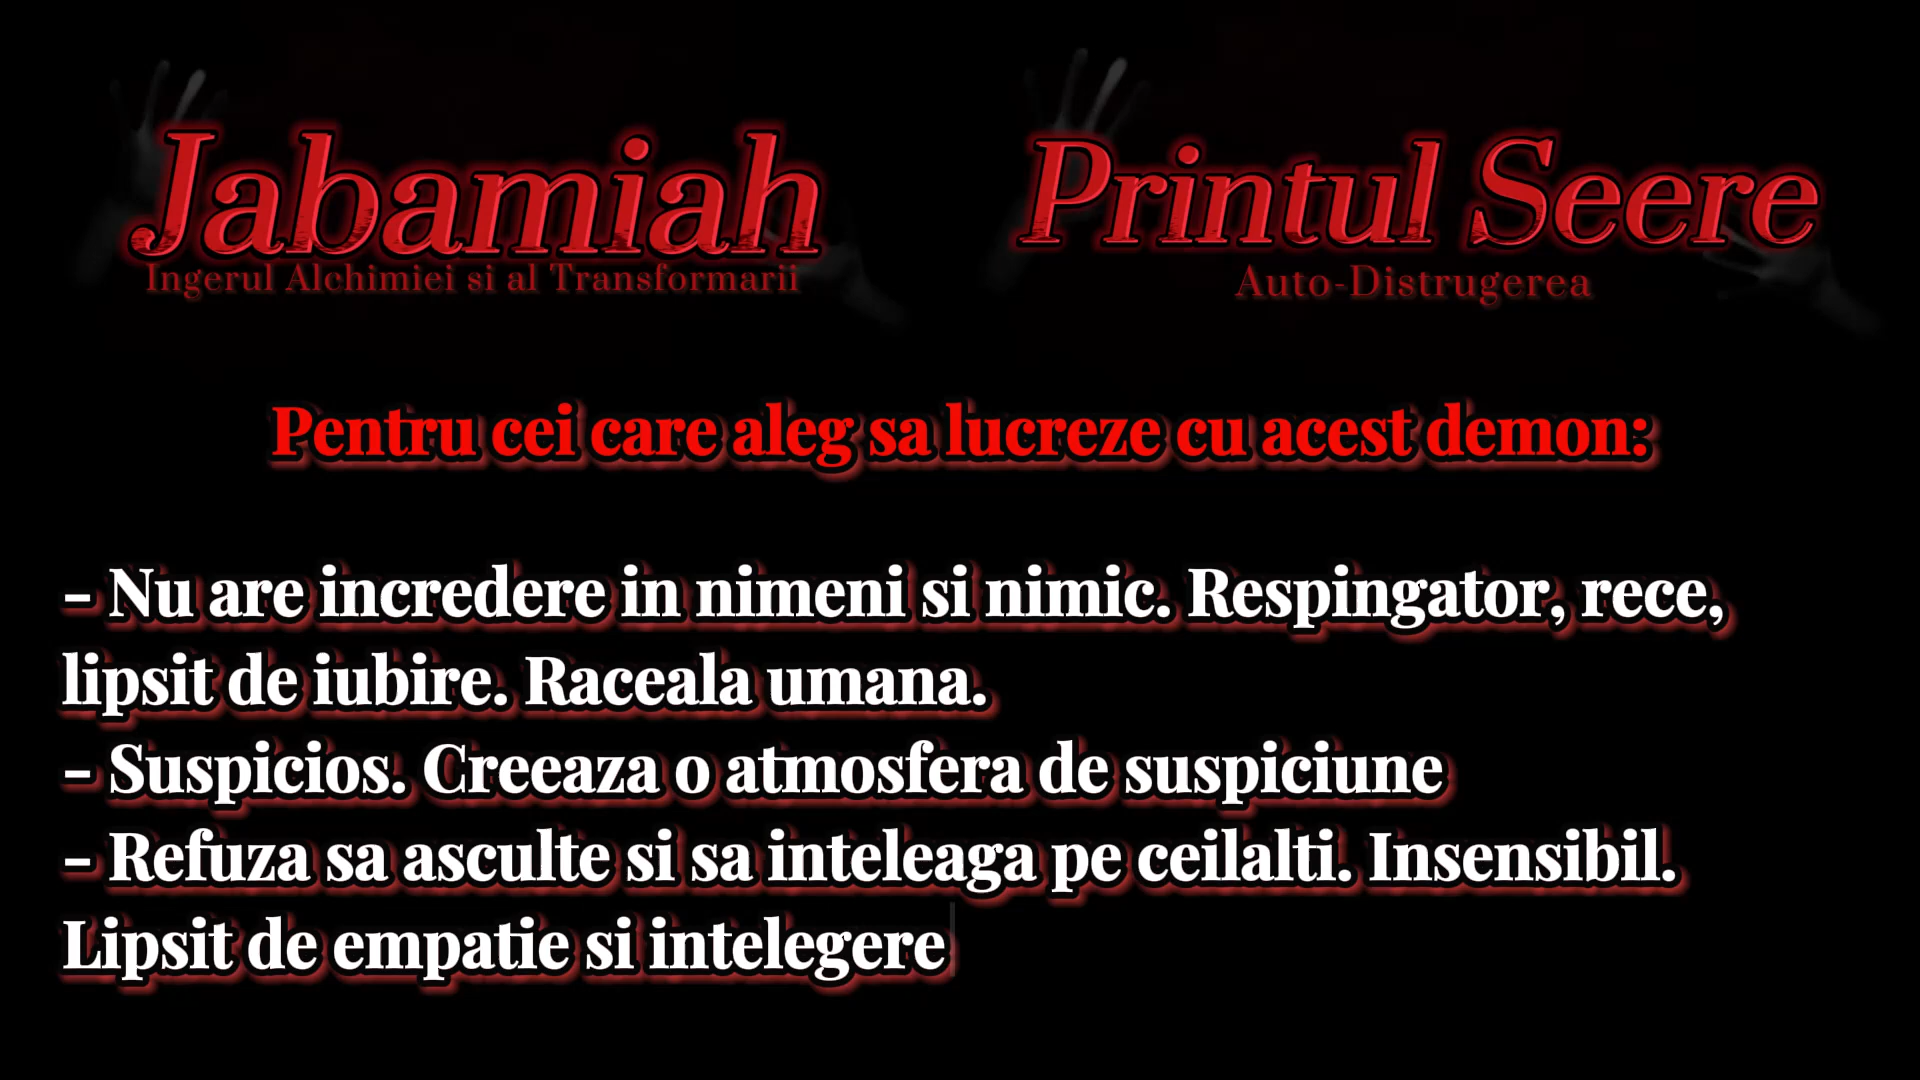 Jabamiah
Ingerul Alchimiei si al Transformarii
Printul Seere
Auto-Distrugerea
Pentru cei care aleg sa lucreze cu acest demon:
- Nu are incredere in nimeni si nimic. Respingator, rece,
lipsit de iubire. Raceala umana.
- Suspicios. Creeaza o atmosfera de suspiciune
- Refuza sa asculte si sa inteleaga pe ceilalti. Insensibil.
Lipsit de empatie si intelegere